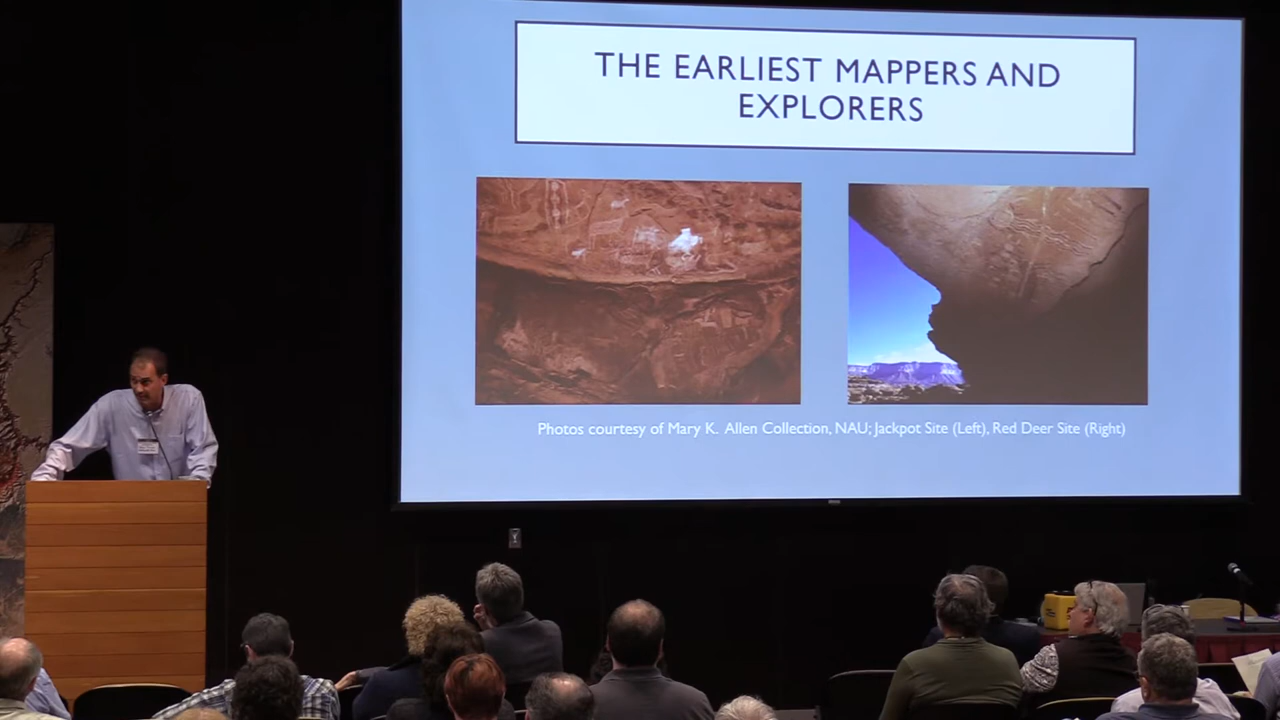 THE EARLIEST MAPPERS AND
EXPLORERS
Photos courtesy of Mary K. Allen Collection, NAU; Jackpot Site (Left), Red Deer Site (Right)